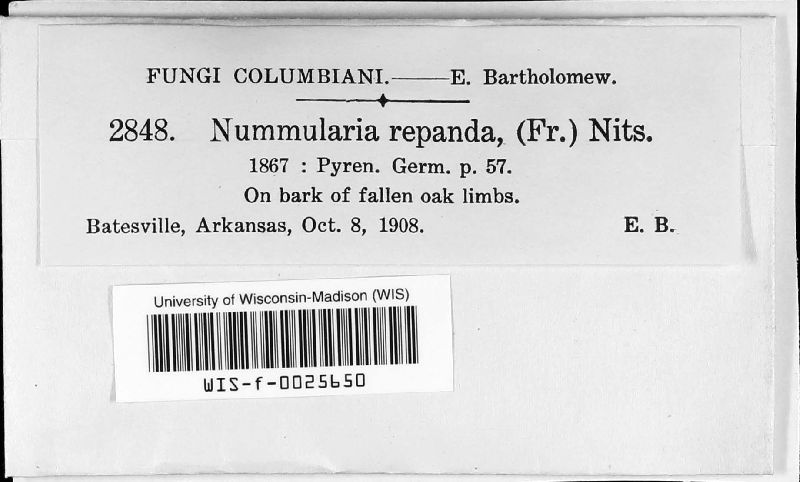 FUNGI COLUMBIANI.——E. Bartholomew.
2848. Nummularia repanda, (Fr.) Nits.
1867 : Pyren. Germ. p. 57.
On bark of fallen oak limbs.
Batesville, Arkansas, Oct. 8, 1908. E. B.
University of Wisconsin-Madison (WIS)
WIS-f-0025650